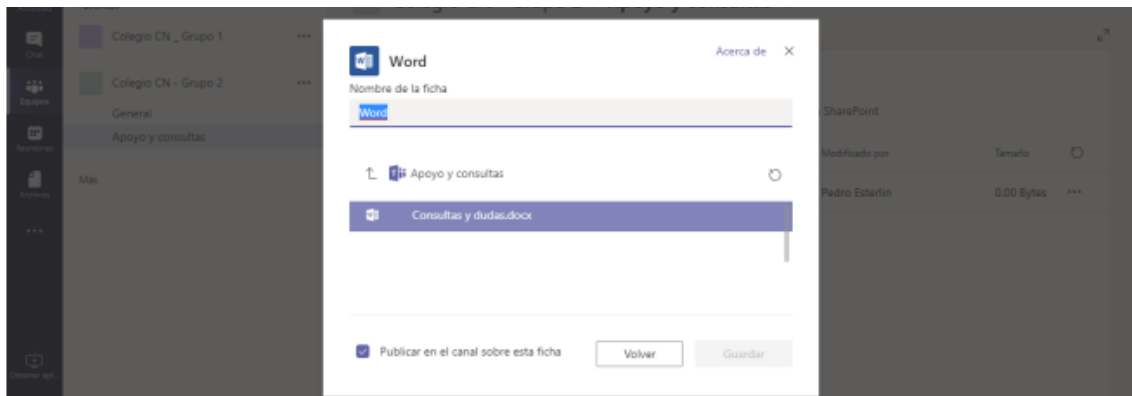 Chat
Equipos
Reuniones
Archivos
Colegio CN _ Grupo 1
Colegio CN - Grupo 2
General
Apoyo y consultas
Más
Word
Acerca de
Nombre de la ficha
Word
Apoyo y consultas
Consultas y dudas.docx
Publicar en el canal sobre esta ficha
Volver
Guardar
SharePoint
Modificado por
Tamaño
Pedro Esterlin
0.00 Bytes